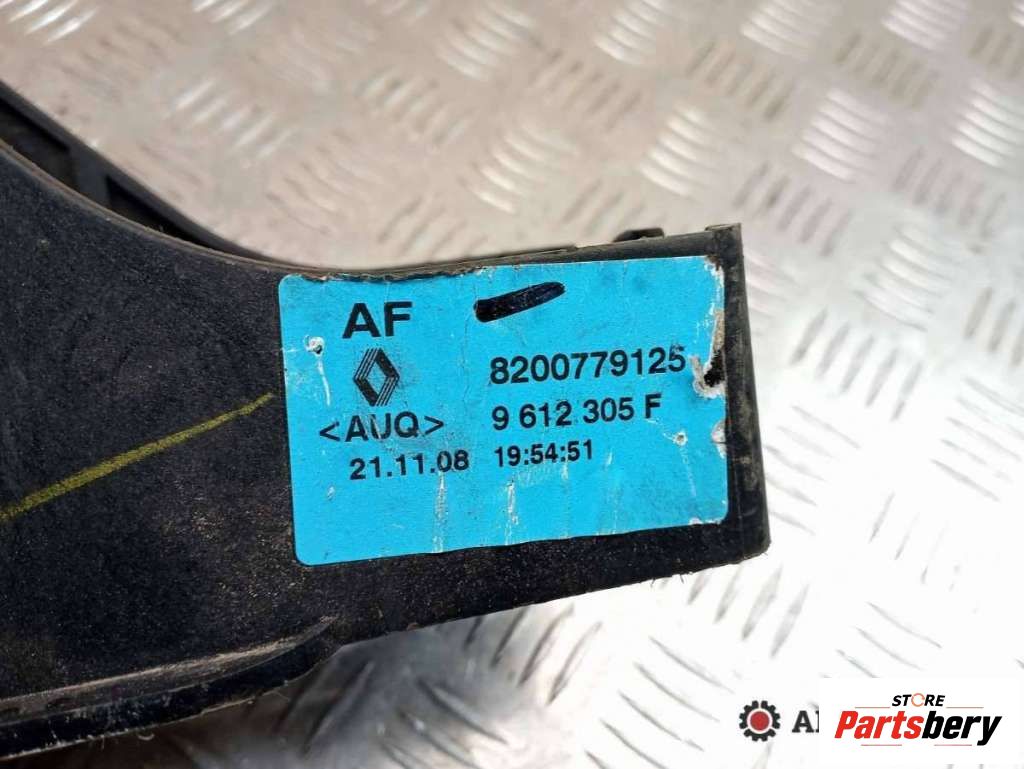 AF
8200779125
<AUQ> 9 612 305 F
21.11.08 19:54:51
STORE
Partsbery